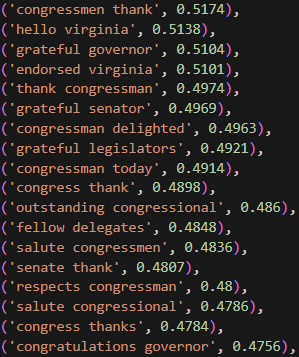 ('congressmen thank', 0.5174),
('hello virginia', 0.5138),
('grateful governor', 0.5104),
('endorsed virginia', 0.5101),
('thank congressman', 0.4974),
('grateful senator', 0.4969),
('congressman delighted', 0.4963),
('grateful legislators', 0.4921),
('congressman today', 0.4914),
('congress thank', 0.4898),
('outstanding congressional', 0.486),
('fellow delegates', 0.4848),
('salute congressmen', 0.4836),
('senate thank', 0.4807),
('respects congressman', 0.48),
('salute congressional', 0.4786),
('congress thanks', 0.4784),
('congratulations governor', 0.4756),